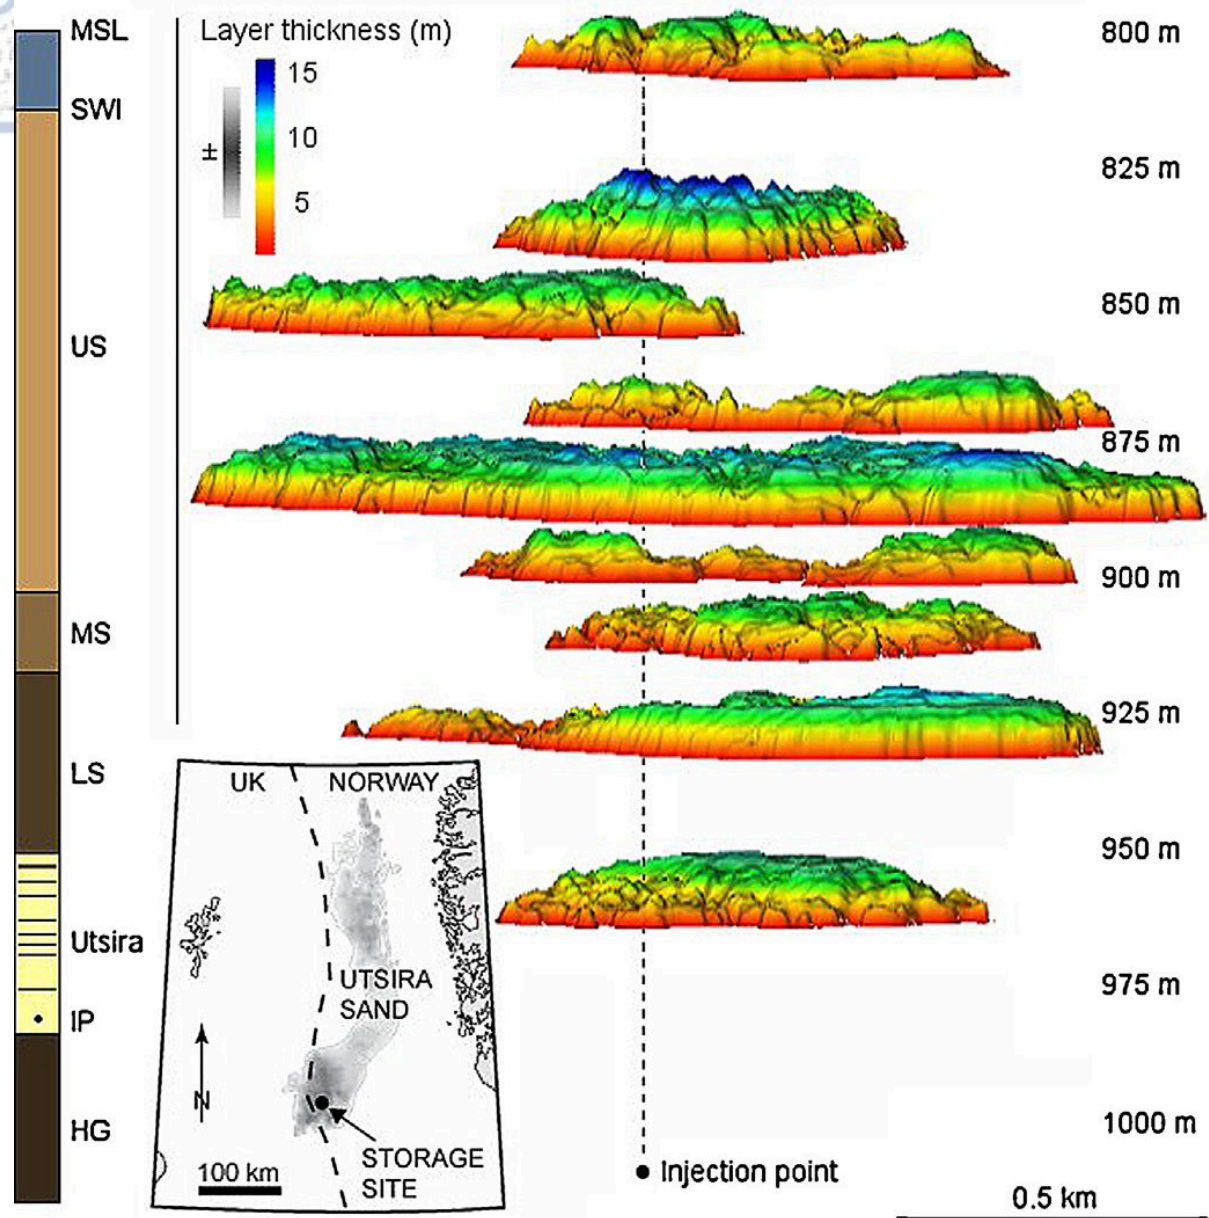 MSL
SWI
US
MS
LS
Utsira
IP
HG
Layer thickness (m)
15
10
5
±
800 m
825 m
850 m
875 m
900 m
925 m
950 m
975 m
1000 m
Injection point
0.5 km
UK
NORWAY
UTSIRA
SAND
N
STORAGE
SITE
100 km